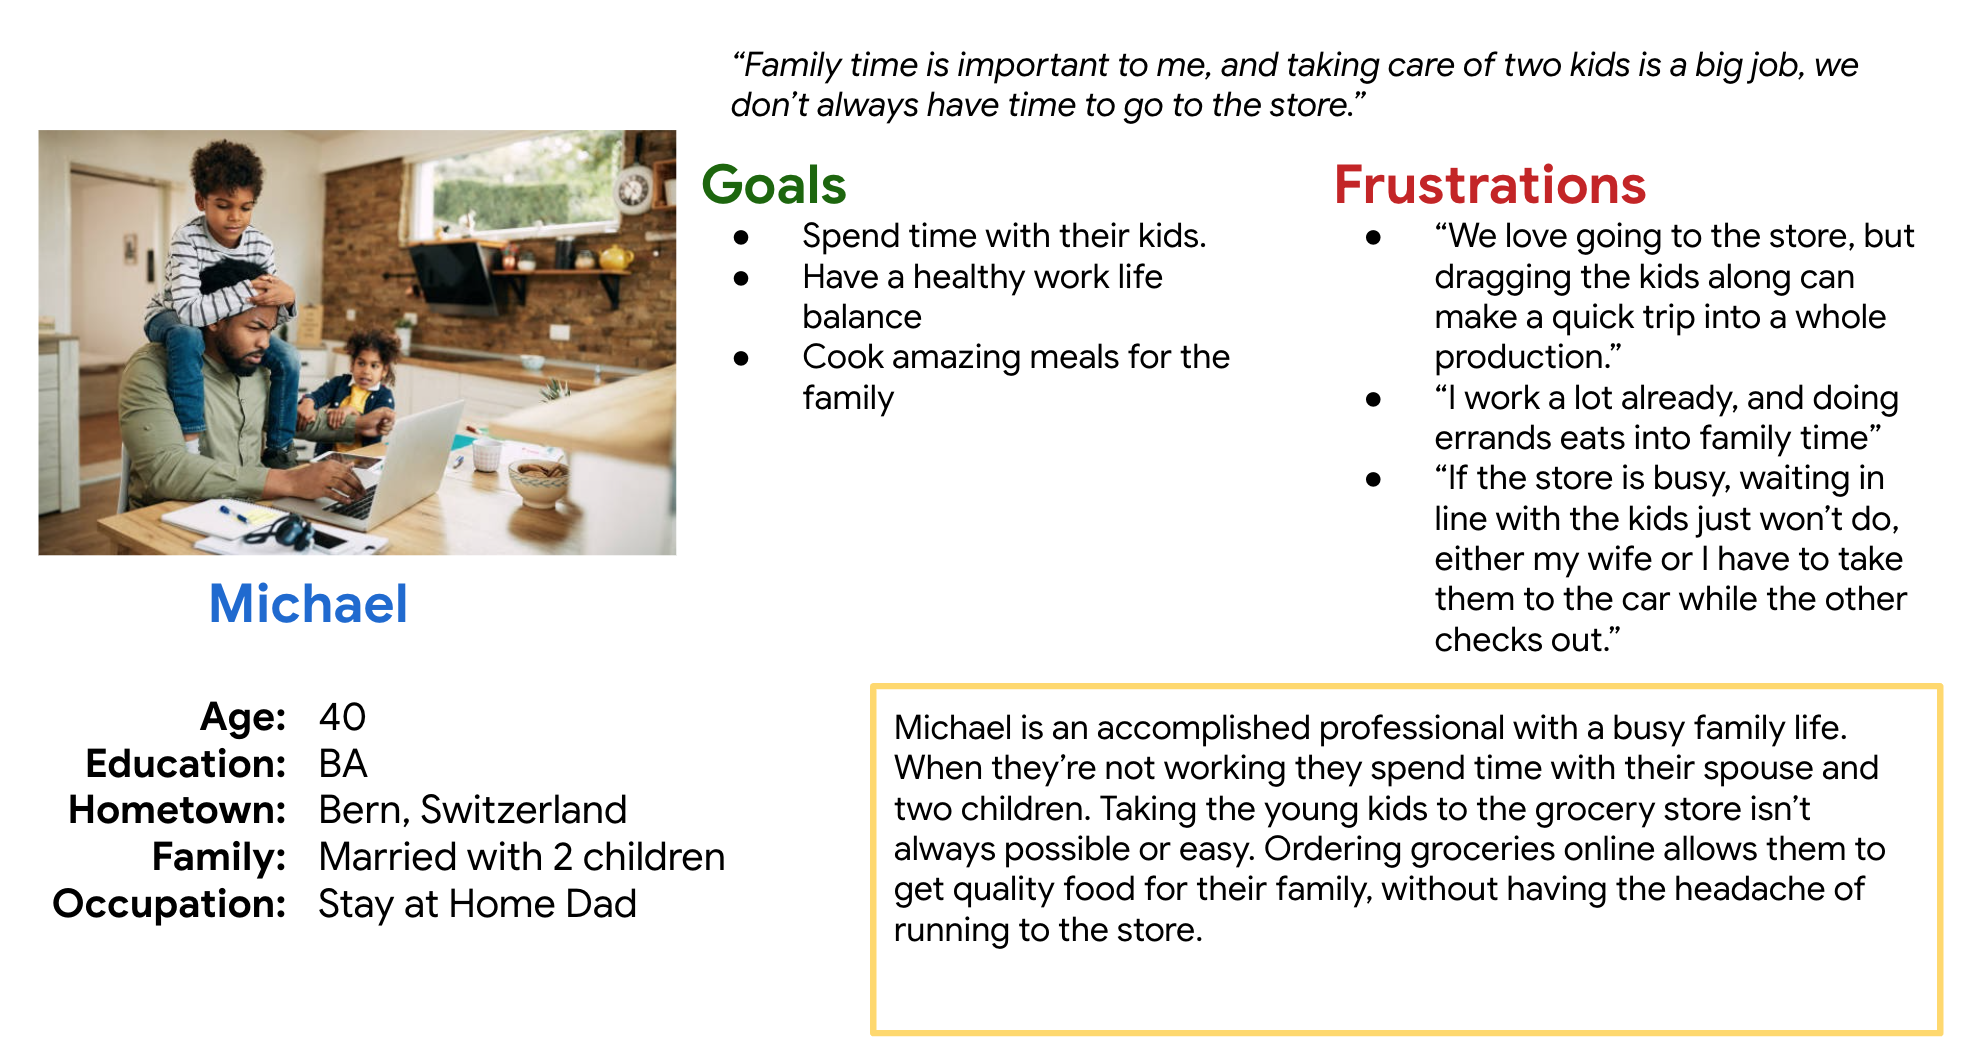 “Family time is important to me, and taking care of two kids is a big job, we
don’t always have time to go to the store.”
Goals
● Spend time with their kids.
● Have a healthy work life
balance
● Cook amazing meals for the
family
Frustrations
● “We love going to the store, but
dragging the kids along can
make a quick trip into a whole
production.”
● “I work a lot already, and doing
errands eats into family time”
● “If the store is busy, waiting in
line with the kids just won’t do,
either my wife or I have to take
them to the car while the other
checks out.”
Michael
Age: 40
Education: BA
Hometown: Bern, Switzerland
Family: Married with 2 children
Occupation: Stay at Home Dad
Michael is an accomplished professional with a busy family life.
When they’re not working they spend time with their spouse and
two children. Taking the young kids to the grocery store isn’t
always possible or easy. Ordering groceries online allows them to
get quality food for their family, without having the headache of
running to the store.